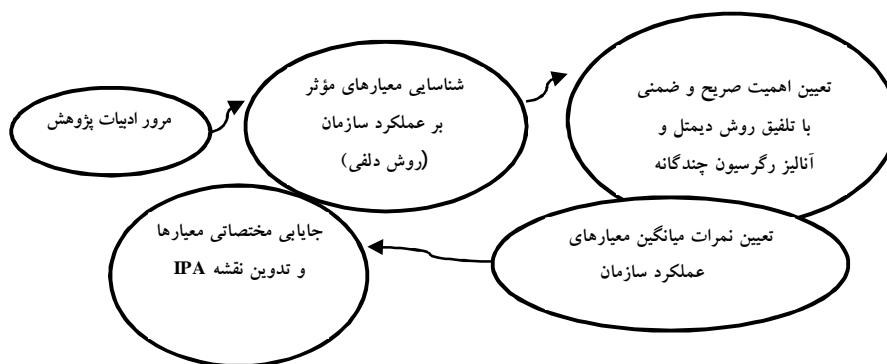 مرور ادبیات پژوهش
شناسایی معیارهای مؤثر
بر عملکرد سازمان
(روش دلفی)
تعیین اهمیت صریح و ضمنی
با تلفیق روش دیمتل و
آنالیز رگرسیون چندگانه
تعیین نمرات میانگین معیارهای
عملکرد سازمان
جایابی مختصاتی معیارها
و تدوین نقشه IPA